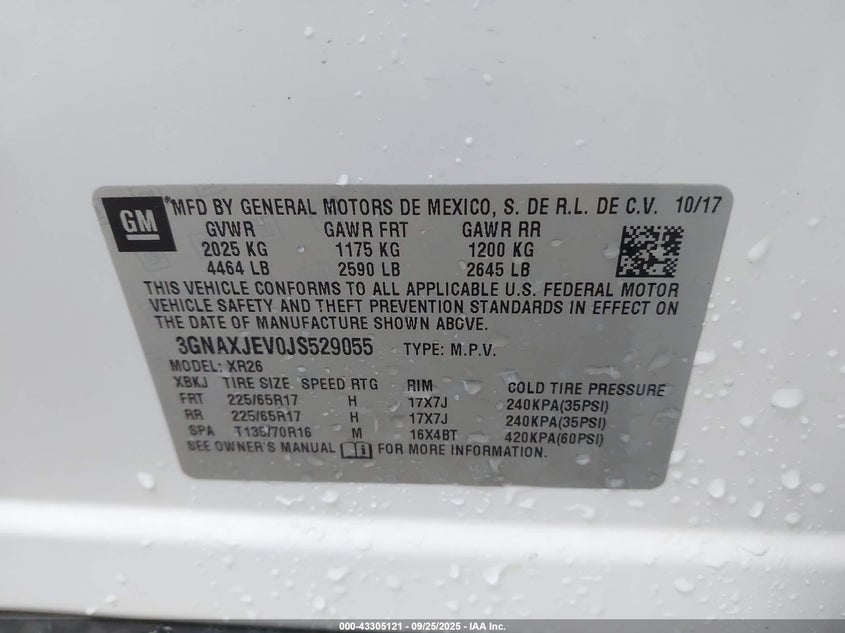 GM ® MFD BY GENERAL MOTORS DE MEXICO, S. DE R.L. DE C.V. 10/17
GVWR GAWR FRT GAWR RR
2025 KG 1175 KG 1200 KG
4464 LB 2590 LB 2645 LB
THIS VEHICLE CONFORMS TO ALL APPLICABLE U.S. FEDERAL MOTOR
VEHICLE SAFETY AND THEFT PREVENTION STANDARDS IN EFFECT ON
THE DATE OF MANUFACTURE SHOWN ABOVE.
3GNAXJEV0JS529055 TYPE: M.P.V.
MODEL: XR26
XBKJ TIRE SIZE SPEED RTG RIM COLD TIRE PRESSURE
FRT 225/65R17 H 17X7J 240KPA(35PSI)
RR 225/65R17 H 17X7J 240KPA(35PSI)
SPA T135/70R16 M 16X4BT 420KPA(60PSI)
SEE OWNER'S MANUAL FOR MORE INFORMATION.
000-43305121 - 09/25/2025 - IAA Inc.